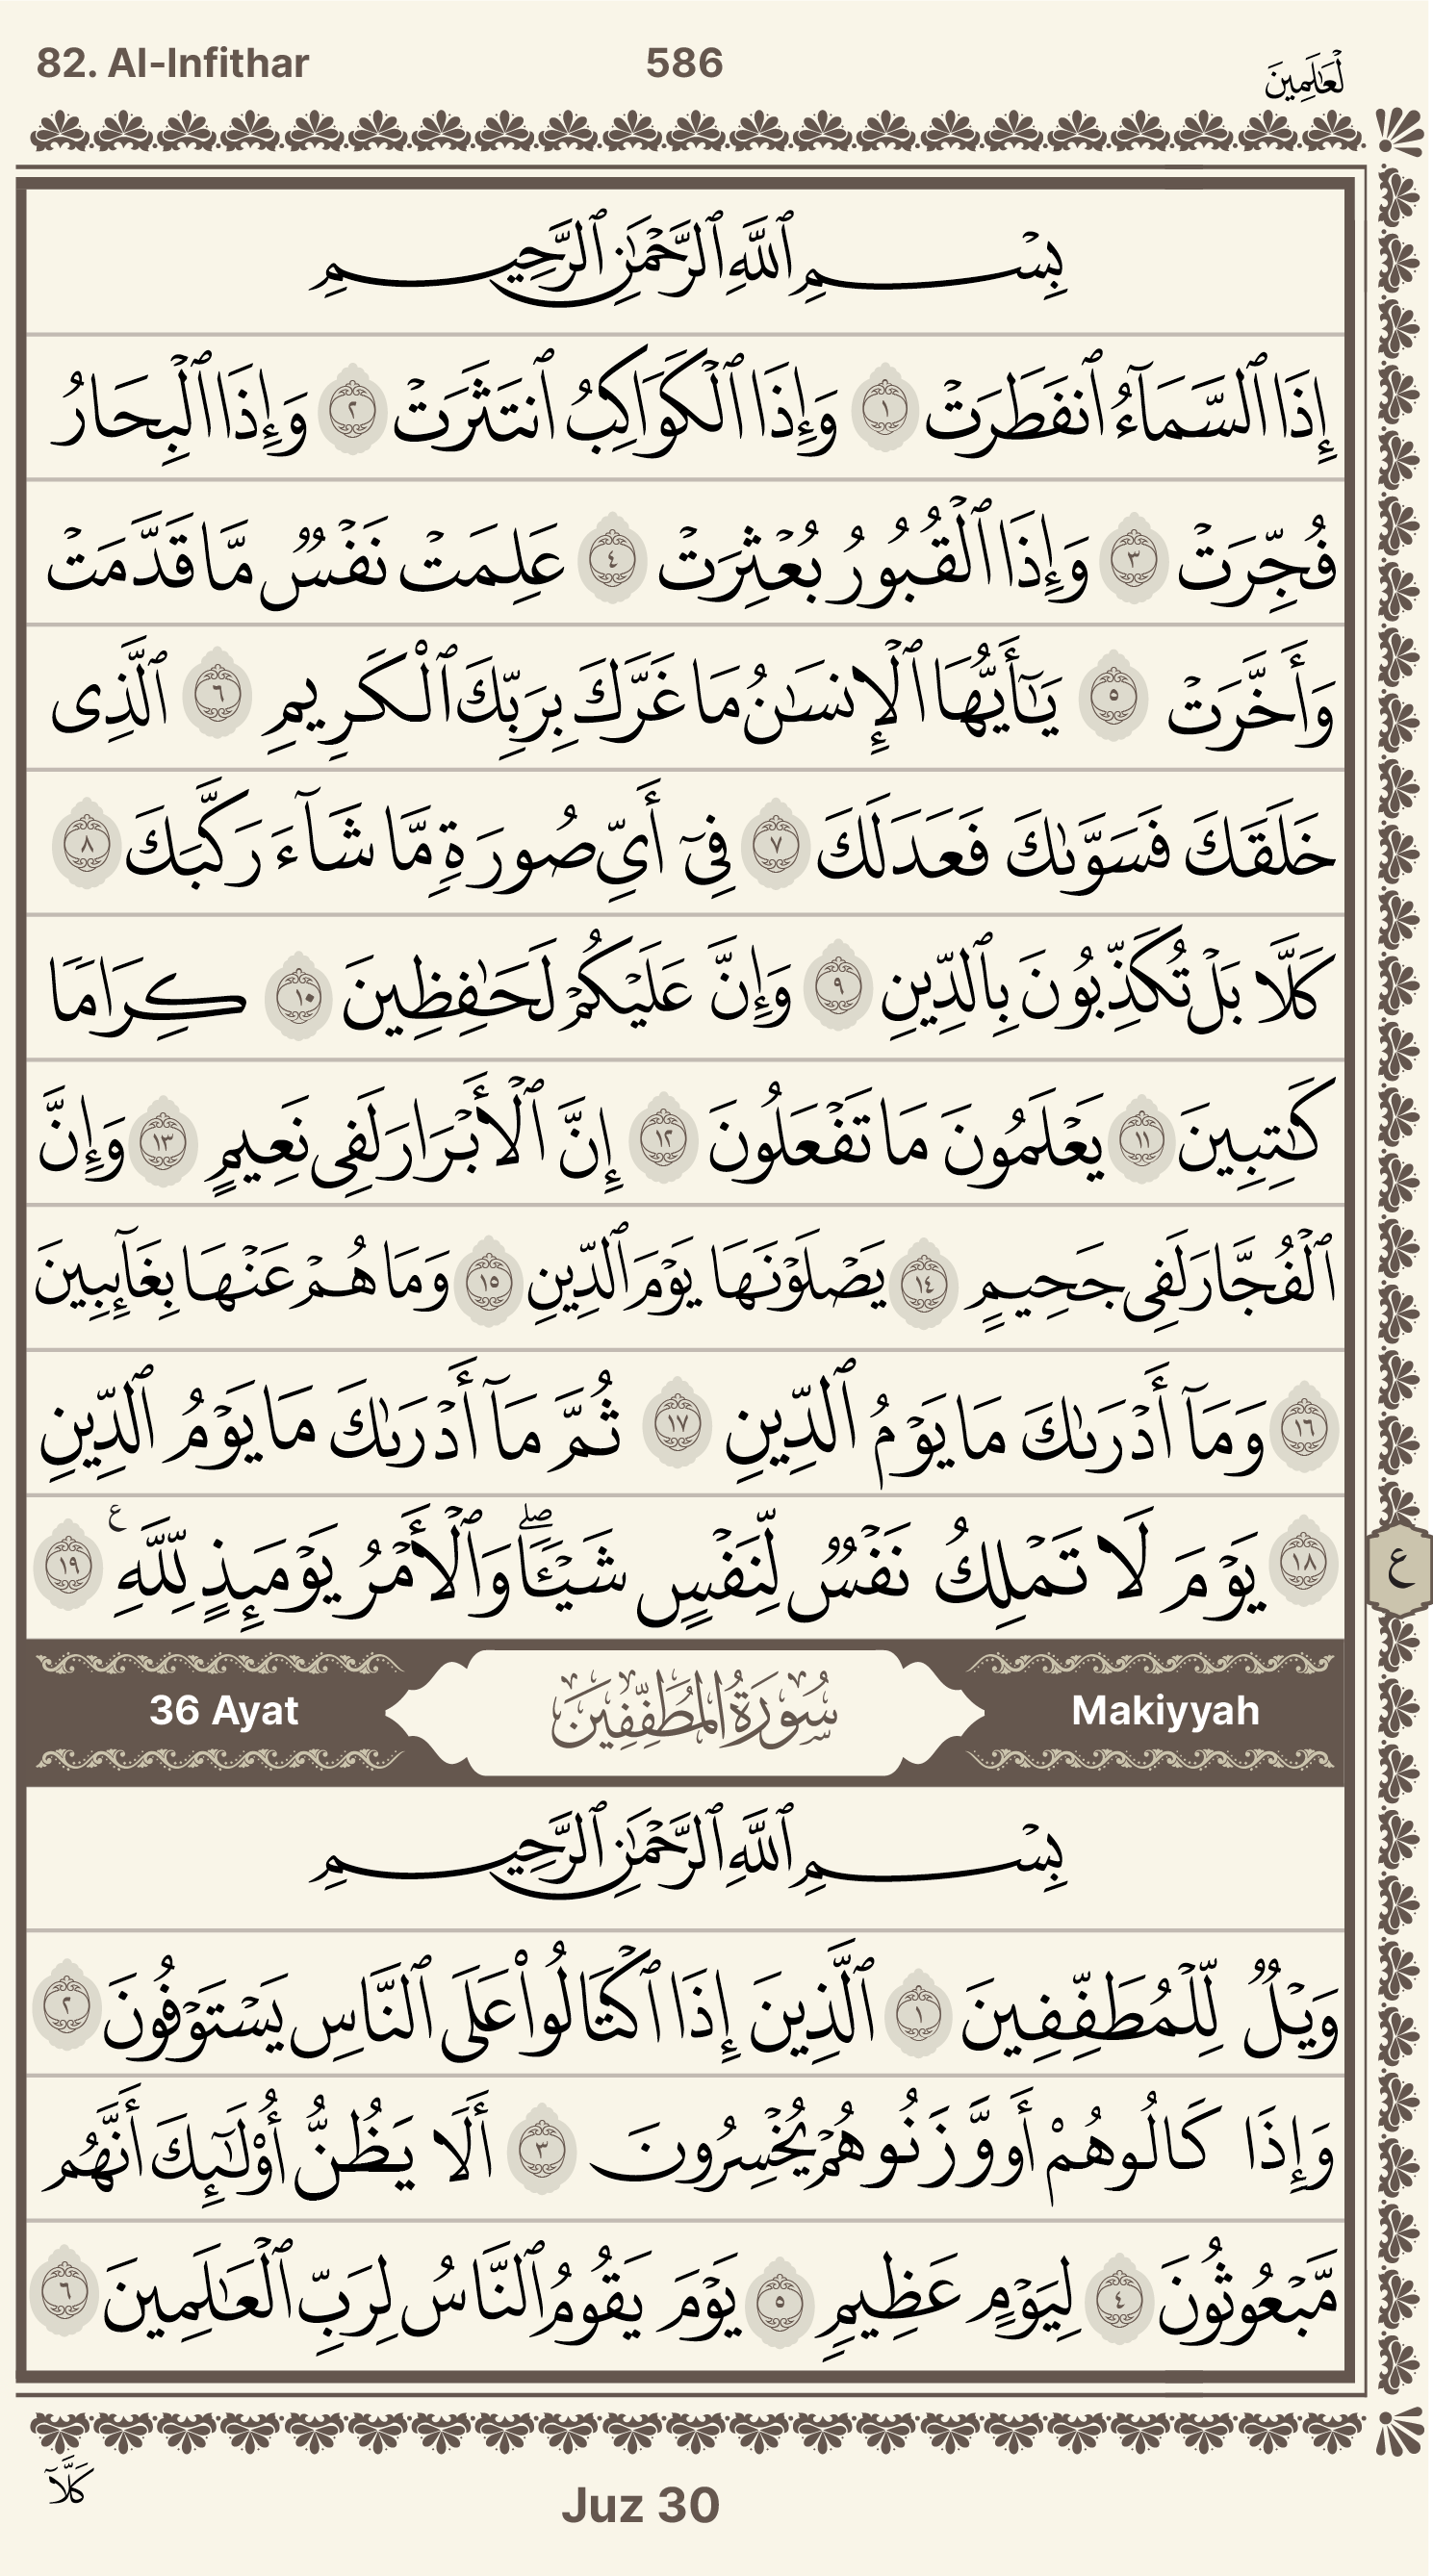 82. Al-Infithar 586 لْعَٰلَمِينَ
بِسْمِ ٱللَّهِ ٱلرَّحْمَٰنِ ٱلرَّحِيمِ
إِذَا ٱلسَّمَآءُ ٱنفَطَرَتْ ١ وَإِذَا ٱلْكَوَاكِبُ ٱنتَثَرَتْ ٢ وَإِذَا ٱلْبِحَارُ
فُجِّرَتْ ٣ وَإِذَا ٱلْقُبُورُ بُعْثِرَتْ ٤ عَلِمَتْ نَفْسٌ مَّا قَدَّمَتْ
وَأَخَّرَتْ ٥ يَٰٓأَيُّهَا ٱلْإِنسَٰنُ مَا غَرَّكَ بِرَبِّكَ ٱلْكَرِيمِ ٦ ٱلَّذِى
خَلَقَكَ فَسَوَّىٰكَ فَعَدَلَكَ ٧ فِىٓ أَىِّ صُورَةٍ مَّا شَآءَ رَكَّبَكَ ٨
كَلَّا بَلْ تُكَذِّبُونَ بِٱلدِّينِ ٩ وَإِنَّ عَلَيْكُمْ لَحَٰفِظِينَ ١٠ كِرَامًا
كَٰتِبِينَ ١١ يَعْلَمُونَ مَا تَفْعَلُونَ ١٢ إِنَّ ٱلْأَبْرَارَ لَفِى نَعِيمٍ ١٣ وَإِنَّ
ٱلْفُجَّارَ لَفِى جَحِيمٍ ١٤ يَصْلَوْنَهَا يَوْمَ ٱلدِّينِ ١٥ وَمَا هُمْ عَنْهَا بِغَآئِبِينَ
١٦ وَمَآ أَدْرَىٰكَ مَا يَوْمُ ٱلدِّينِ ١٧ ثُمَّ مَآ أَدْرَىٰكَ مَا يَوْمُ ٱلدِّينِ
١٨ يَوْمَ لَا تَمْلِكُ نَفْسٌ لِّنَفْسٍ شَيْـًٔاۖ وَٱلْأَمْرُ يَوْمَئِذٍ لِّلَّهِ ع ١٩
ع
Makiyyah سُورَةُ المُطَفِّفِينَ 36 Ayat
بِسْمِ ٱللَّهِ ٱلرَّحْمَٰنِ ٱلرَّحِيمِ
وَيْلٌ لِّلْمُطَفِّفِينَ ١ ٱلَّذِينَ إِذَا ٱكْتَالُوا۟ عَلَى ٱلنَّاسِ يَسْتَوْفُونَ ٢
وَإِذَا كَالُوهُمْ أَو وَّزَنُوهُمْ يُخْسِرُونَ ٣ أَلَا يَظُنُّ أُو۟لَٰٓئِكَ أَنَّهُم
مَّبْعُوثُونَ ٤ لِيَوْمٍ عَظِيمٍ ٥ يَوْمَ يَقُومُ ٱلنَّاسُ لِرَبِّ ٱلْعَٰلَمِينَ ٦
كَلَّآ
Juz 30